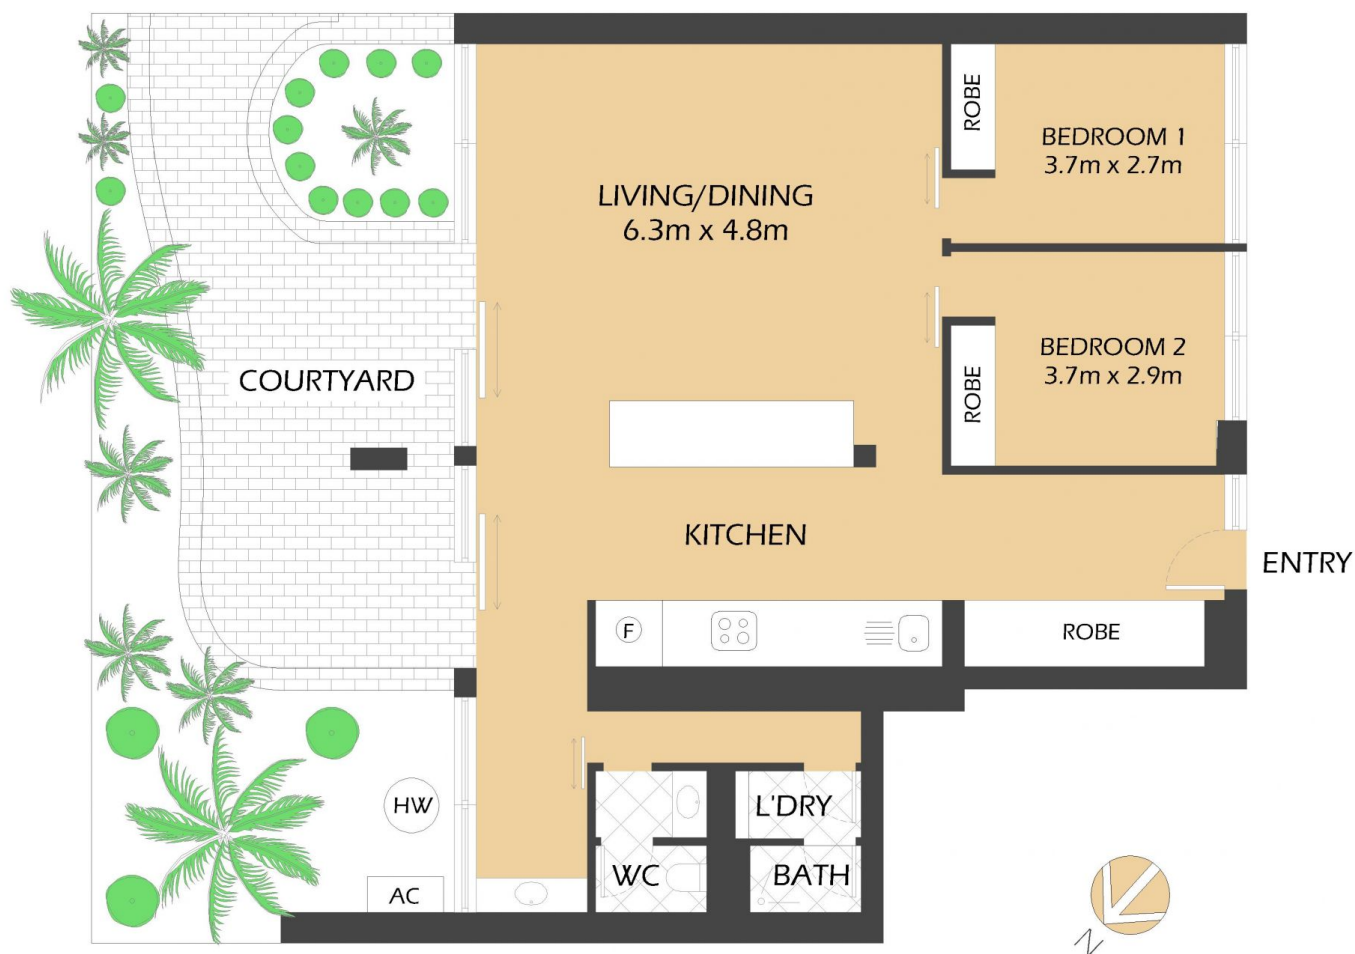 ROBE
BEDROOM 1
3.7m x 2.7m
LIVING/DINING
6.3m x 4.8m
BEDROOM 2
3.7m x 2.9m
ROBE
COURTYARD
KITCHEN
ENTRY
F
ROBE
HW
L'DRY
WC
BATH
AC
N